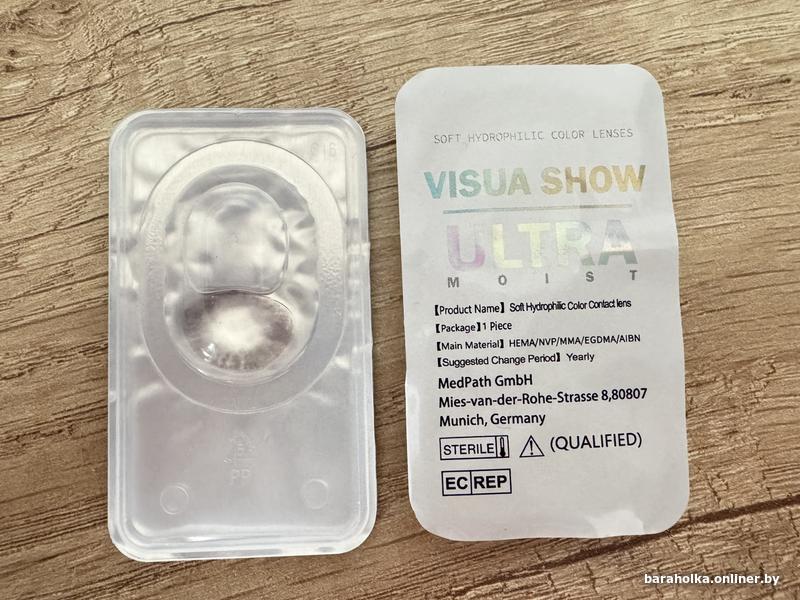 SOFT HYDROPHILIC COLOR LENSES
VISUA SHOW
ULTRA
MOIST
【Product Name】 Soft Hydrophilic Color Contact lens
【Package】1 Piece
【Main Material】 HEMA/NVP/MMA/EGDMA/AIBN
【Suggested Change Period】 Yearly
MedPath GmbH
Mies-van-der-Rohe-Strasse 8,80807
Munich, Germany
STERILE (QUALIFIED)
EC REP
5
PP
baraholka.onliner.by